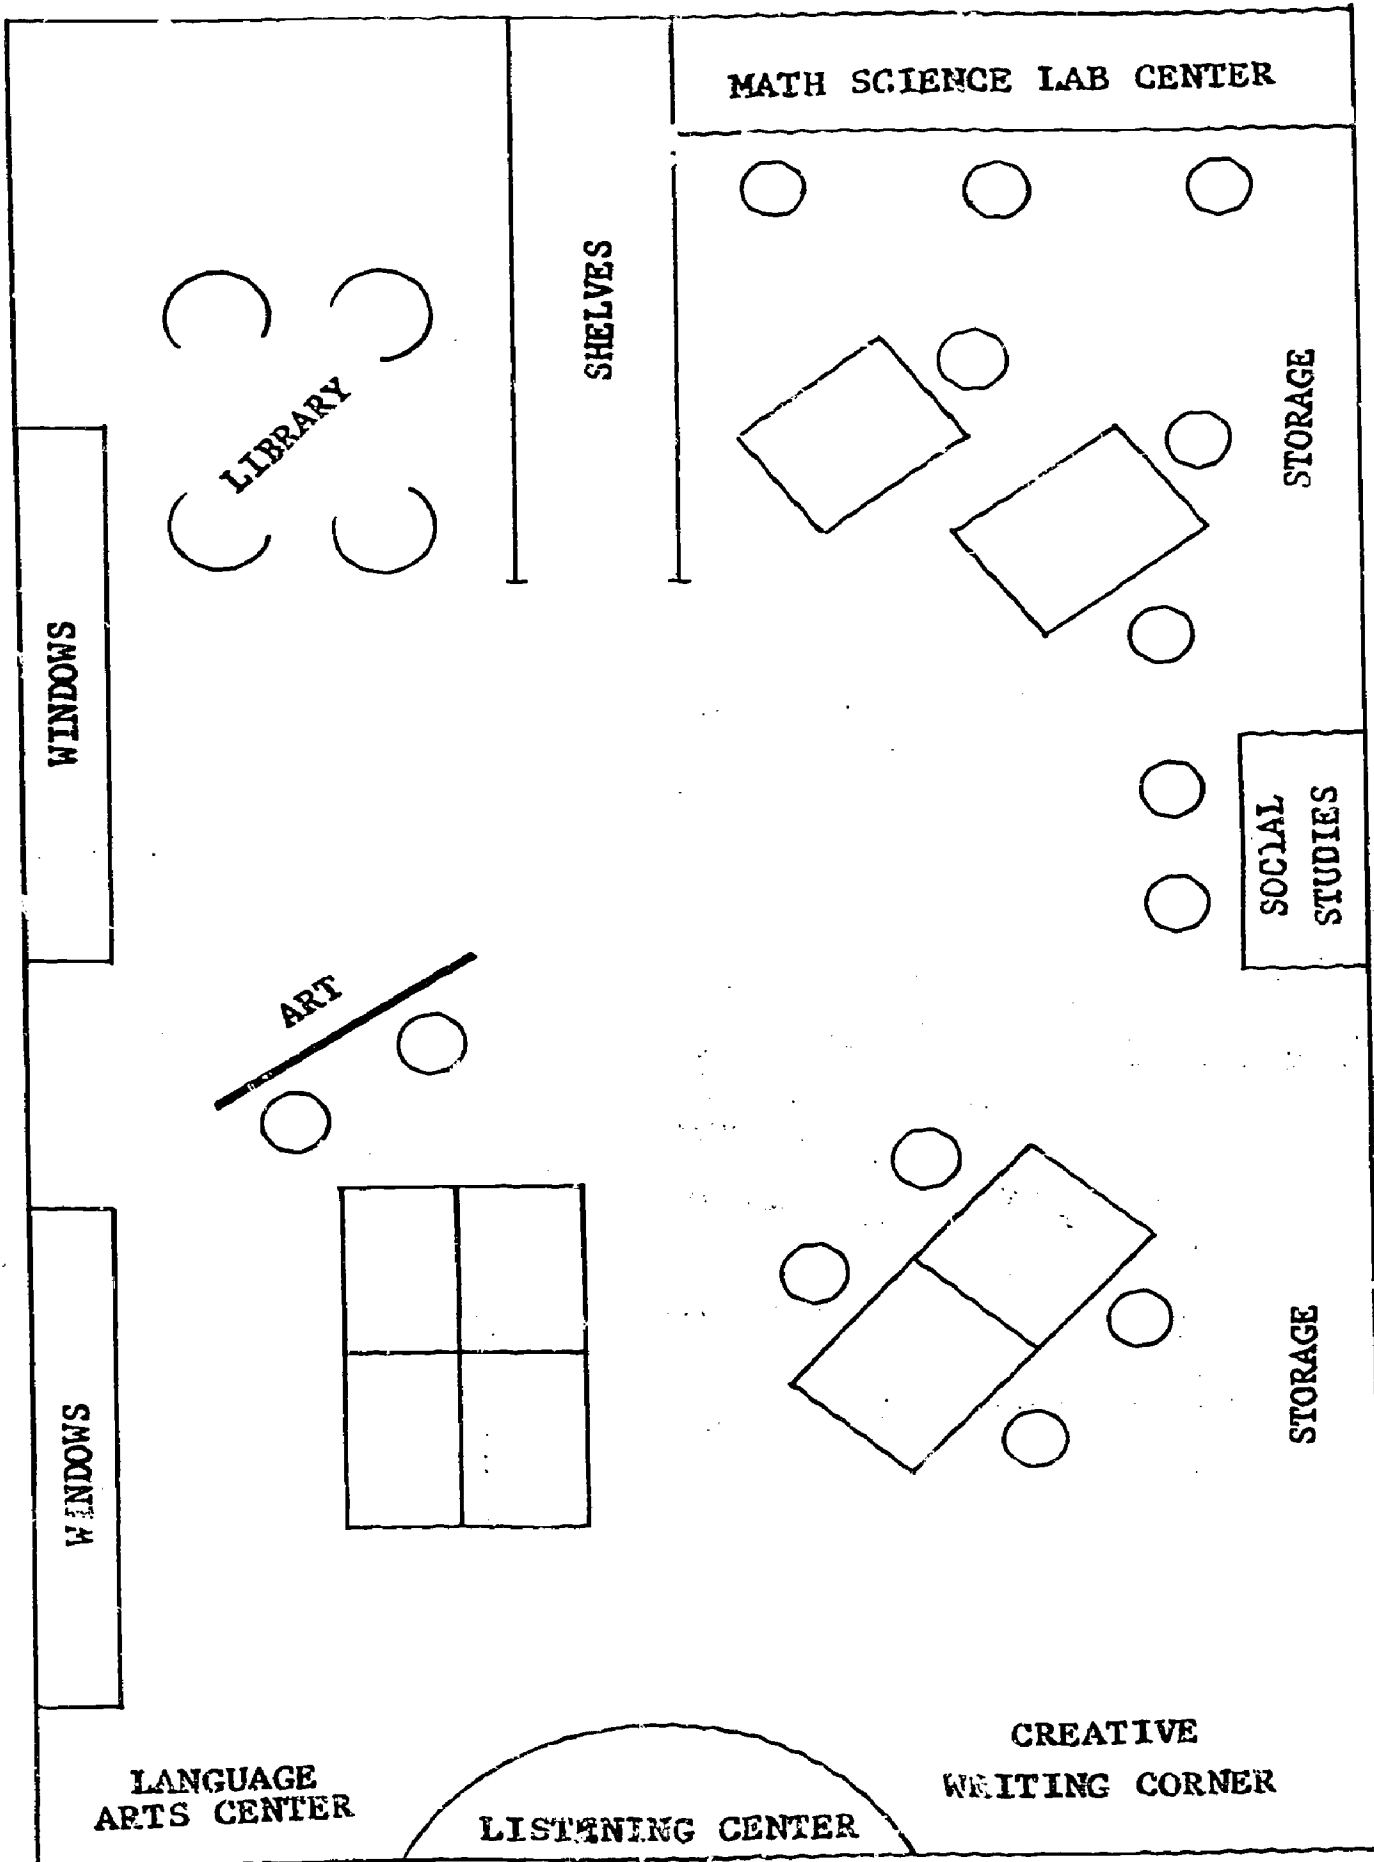 MATH SCIENCE LAB CENTER
SHELVES
STORAGE
LIBRARY
WINDOWS
SOCIAL
STUDIES
ART
STORAGE
WINDOWS
CREATIVE
WRITING CORNER
LANGUAGE
ARTS CENTER
LISTENING CENTER